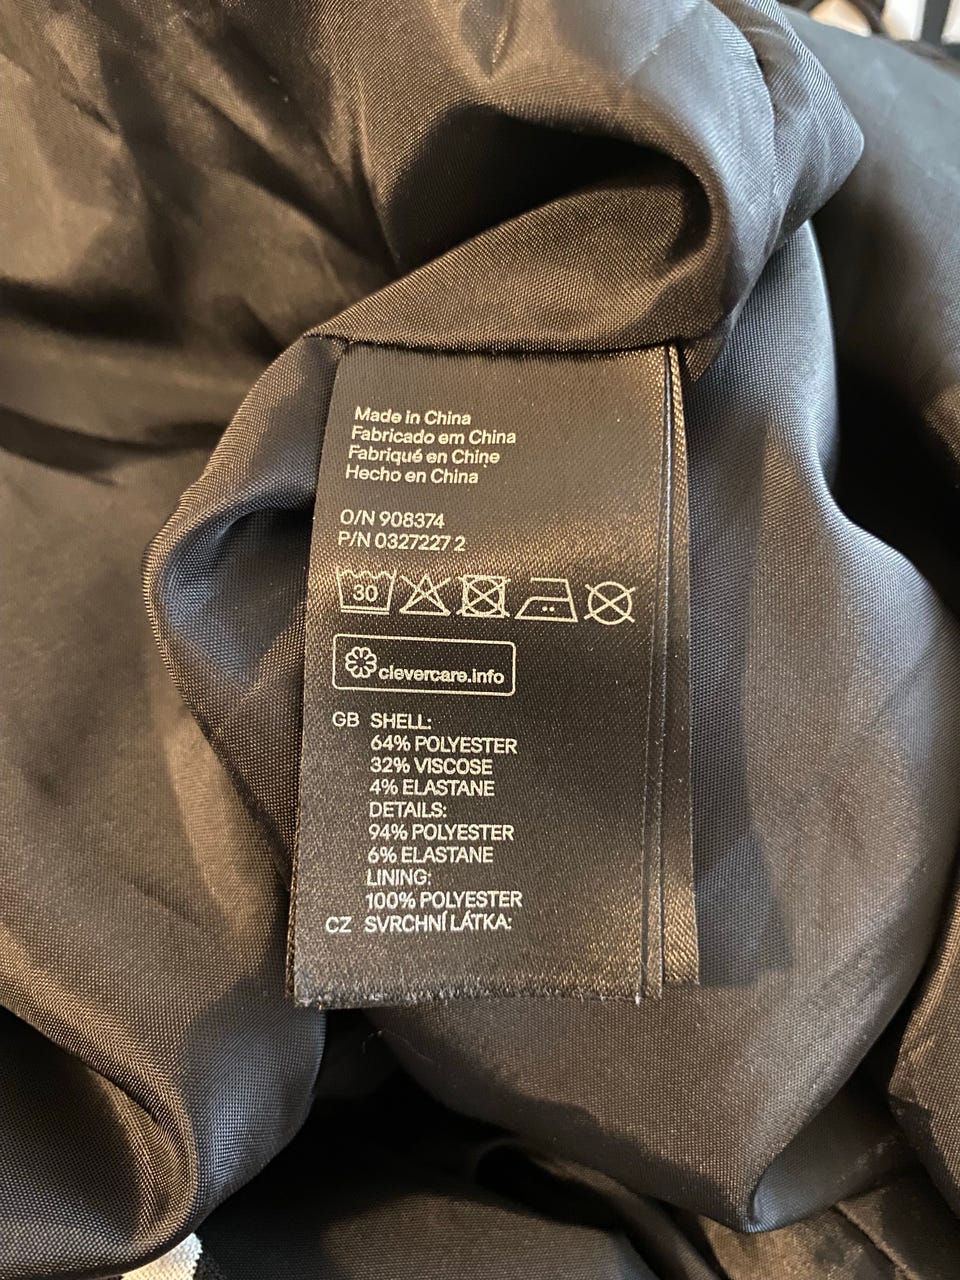 Made in China
Fabricado em China
Fabriqué en Chine
Hecho en China
O/N 908374
P/N 0327227 2
30
clevercare.info
GB SHELL:
64% POLYESTER
32% VISCOSE
4% ELASTANE
DETAILS:
94% POLYESTER
6% ELASTANE
LINING:
100% POLYESTER
CZ SVRCHNÍ LÁTKA: